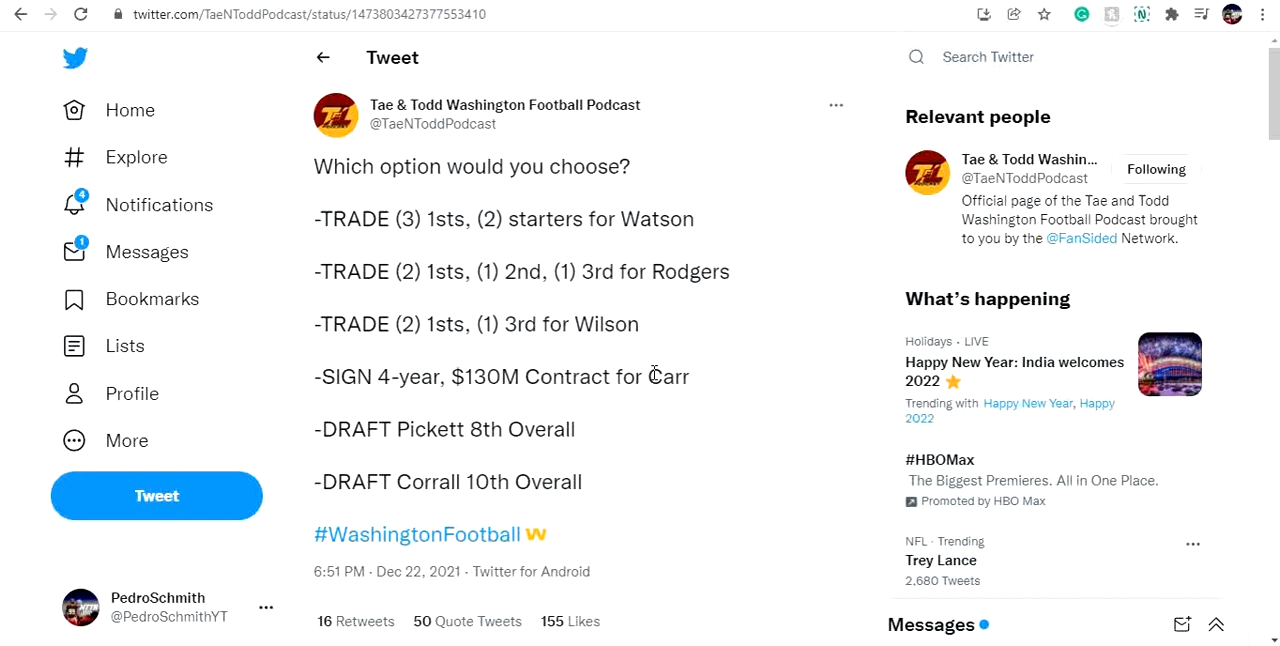 twitter.com/TaeNToddPodcast/status/1473803427377553410
Home
Explore
4
Notifications
1
Messages
Bookmarks
Lists
Profile
More
Tweet
PedroSchmith
@PedroSchmithYT
Tweet
Tae & Todd Washington Football Podcast
@TaeNToddPodcast
Which option would you choose?
-TRADE (3) 1sts, (2) starters for Watson
-TRADE (2) 1sts, (1) 2nd, (1) 3rd for Rodgers
-TRADE (2) 1sts, (1) 3rd for Wilson
-SIGN 4-year, $130M Contract for Carr
-DRAFT Pickett 8th Overall
-DRAFT Corrall 10th Overall
#WashingtonFootball
6:51 PM · Dec 22, 2021 · Twitter for Android
16 Retweets 50 Quote Tweets 155 Likes
Search Twitter
Relevant people
Tae & Todd Washin...
@TaeNToddPodcast
Following
Official page of the Tae and Todd
Washington Football Podcast brought
to you by the @FanSided Network.
What's happening
Holidays · LIVE
Happy New Year: India welcomes
2022
Trending with Happy New Year, Happy
2022
#HBOMax
The Biggest Premieres. All in One Place.
Promoted by HBO Max
NFL · Trending
Trey Lance
2,680 Tweets
Messages